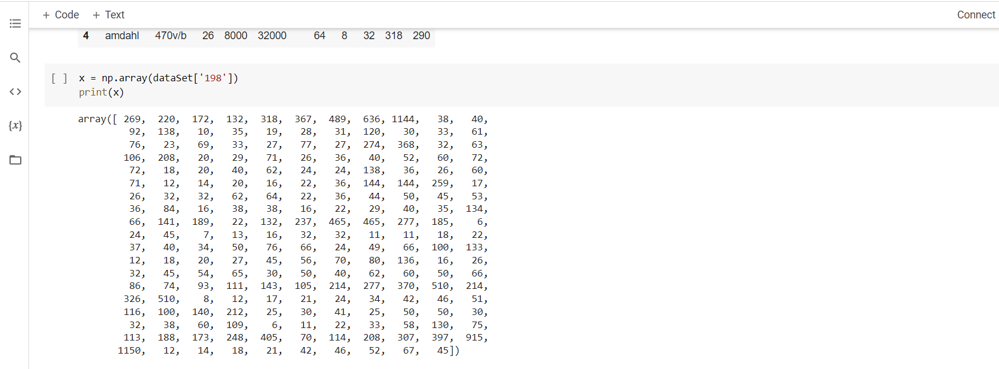 + Code + Text Connect
4 amdahl 470v/b 26 8000 32000 64 8 32 318 290
[ ] x = np.array(dataSet['198'])
print(x)
array([ 269, 220, 172, 132, 318, 367, 489, 636, 1144, 38, 40,
92, 138, 10, 35, 19, 28, 31, 120, 30, 33, 61,
76, 23, 69, 33, 27, 77, 27, 274, 368, 32, 63,
106, 208, 20, 29, 71, 26, 36, 40, 52, 60, 72,
72, 18, 20, 40, 62, 24, 24, 138, 36, 26, 60,
71, 12, 14, 20, 16, 22, 36, 144, 144, 259, 17,
26, 32, 32, 62, 64, 22, 36, 44, 50, 45, 53,
36, 84, 16, 38, 38, 16, 22, 29, 40, 35, 134,
66, 141, 189, 22, 132, 237, 465, 465, 277, 185, 6,
24, 45, 7, 13, 16, 32, 32, 11, 11, 18, 22,
37, 40, 34, 50, 76, 66, 24, 49, 66, 100, 133,
12, 18, 20, 27, 45, 56, 70, 80, 136, 16, 26,
32, 45, 54, 65, 30, 50, 40, 62, 60, 50, 66,
86, 74, 93, 111, 143, 105, 214, 277, 370, 510, 214,
326, 510, 8, 12, 17, 21, 24, 34, 42, 46, 51,
116, 100, 140, 212, 25, 30, 41, 25, 50, 50, 30,
32, 38, 60, 109, 6, 11, 22, 33, 58, 130, 75,
113, 188, 173, 248, 405, 70, 114, 208, 307, 397, 915,
1150, 12, 14, 18, 21, 42, 46, 52, 67, 45])
{x}